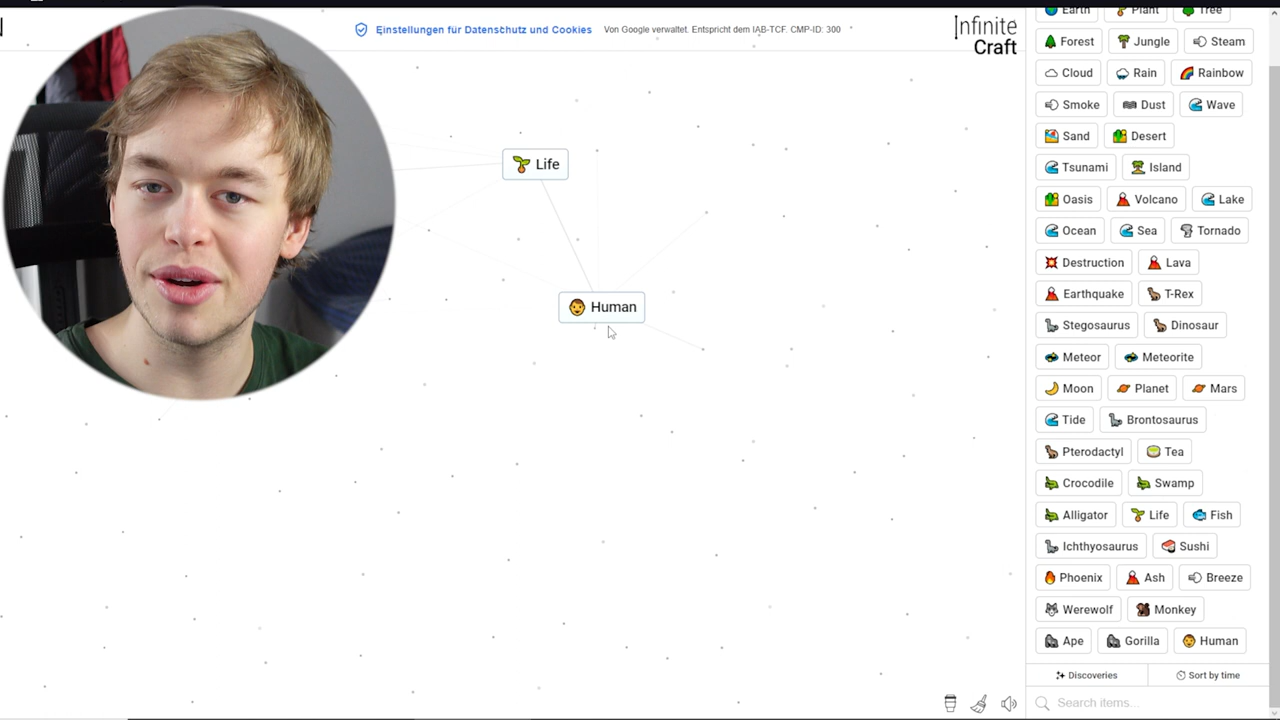 Earth Plant Tree
Einstellungen für Datenschutz und Cookies Von Google verwaltet. Entspricht dem IAB-TCF. CMP-ID: 300
Infinite
Craft
Forest Jungle Steam
Cloud Rain Rainbow
Smoke Dust Wave
Sand Desert
Life
Tsunami Island
Oasis Volcano Lake
Ocean Sea Tornado
Destruction Lava
Human
Earthquake T-Rex
Stegosaurus Dinosaur
Meteor Meteorite
Moon Planet Mars
Tide Brontosaurus
Pterodactyl Tea
Crocodile Swamp
Alligator Life Fish
Ichthyosaurus Sushi
Phoenix Ash Breeze
Werewolf Monkey
Ape Gorilla Human
Discoveries Sort by time
Search items...